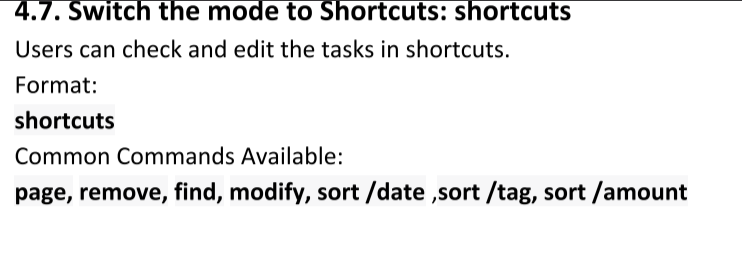 4.7. Switch the mode to Shortcuts: shortcuts
Users can check and edit the tasks in shortcuts.
Format:
shortcuts
Common Commands Available:
page, remove, find, modify, sort /date ,sort /tag, sort /amount